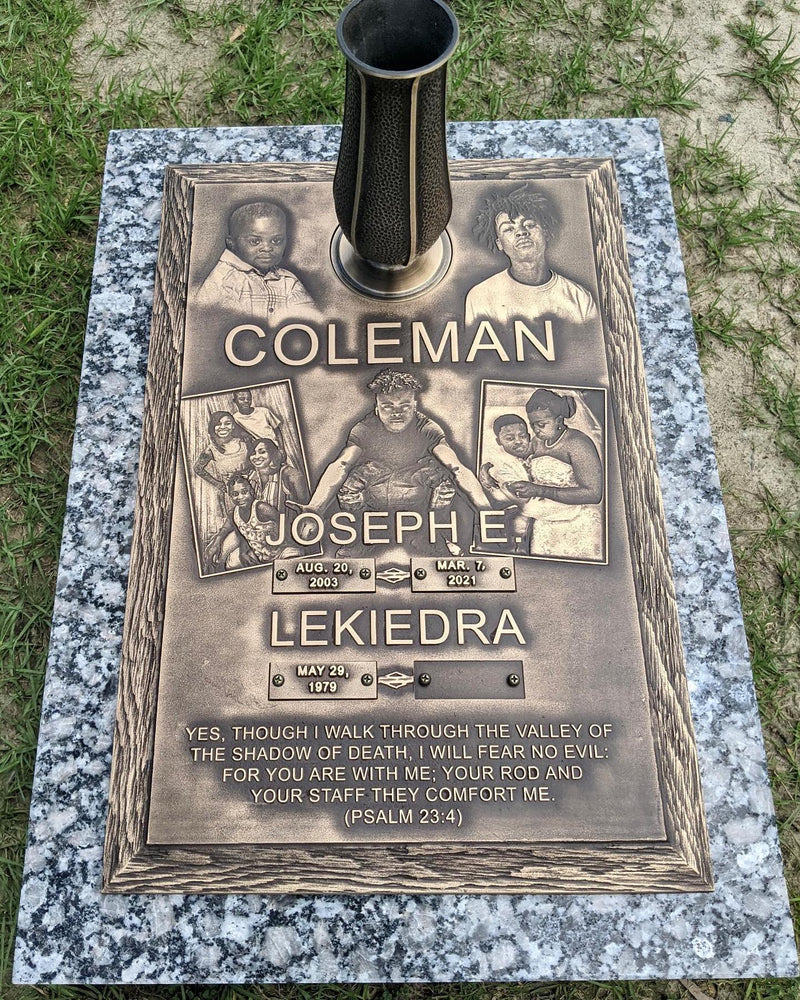 COLEMAN
JOSEPH E.
AUG. 20, MAR. 7,
2003 2021
LEKIEDRA
MAY 29,
1979
YES, THOUGH I WALK THROUGH THE VALLEY OF
THE SHADOW OF DEATH, I WILL FEAR NO EVIL:
FOR YOU ARE WITH ME; YOUR ROD AND
YOUR STAFF THEY COMFORT ME.
(PSALM 23:4)